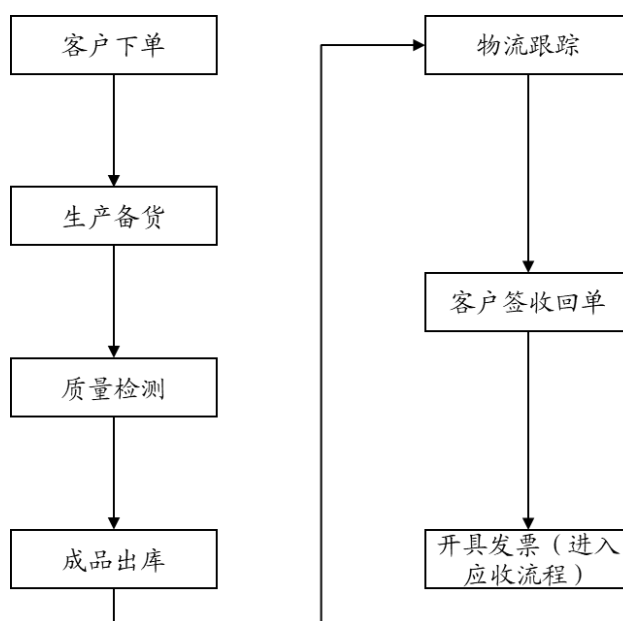 客户下单
生产备货
质量检测
成品出库
物流跟踪
客户签收回单
开具发票（进入
应收流程）